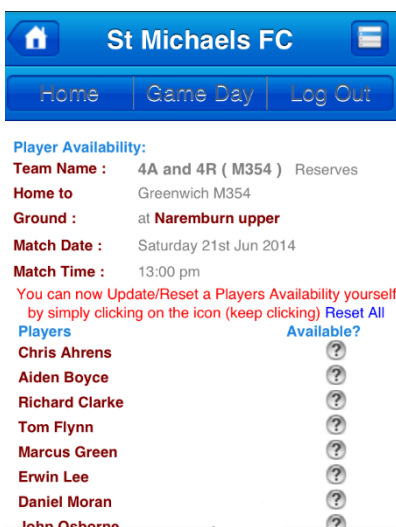 St Michaels FC
Home Game Day Log Out
Player Availability:
Team Name : 4A and 4R ( M354 ) Reserves
Home to Greenwich M354
Ground : at Naremburn upper
Match Date : Saturday 21st Jun 2014
Match Time : 13:00 pm
You can now Update/Reset a Players Availability yourself
by simply clicking on the icon (keep clicking) Reset All
Players Available?
Chris Ahrens ?
Aiden Boyce ?
Richard Clarke ?
Tom Flynn ?
Marcus Green ?
Erwin Lee ?
Daniel Moran ?
John Osborne ?